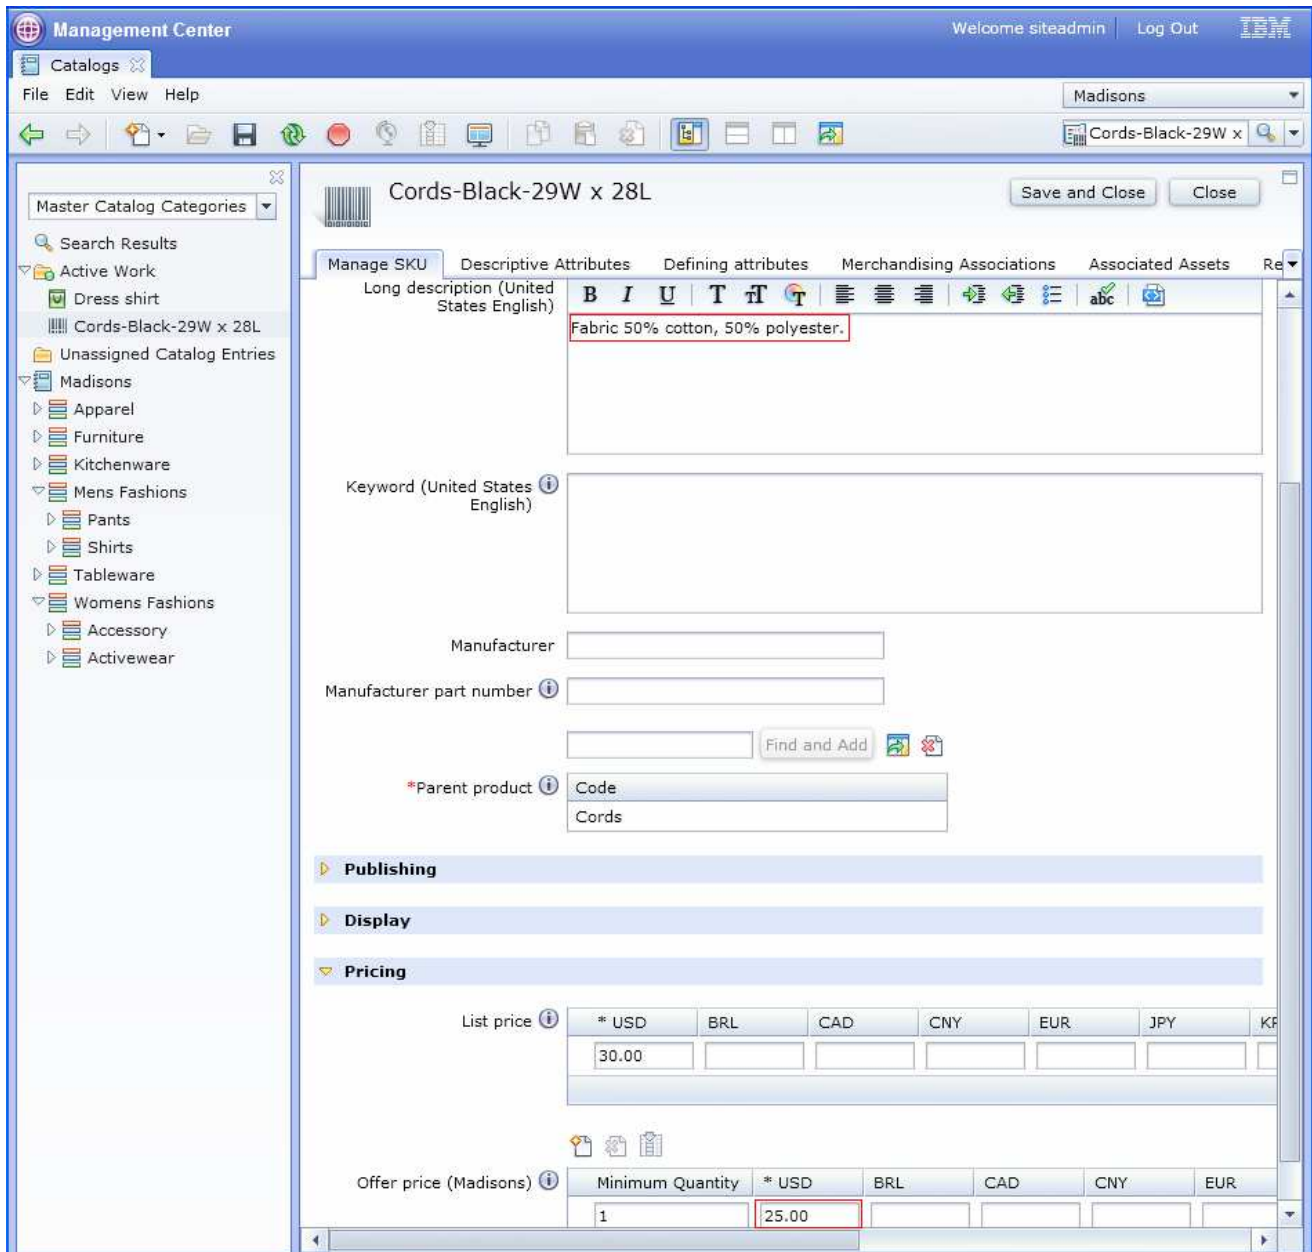 Management Center
Welcome siteadmin
Log Out
IBM
Catalogs
File Edit View Help
Madisons
Cords-Black-29W x
Master Catalog Categories
Search Results
Active Work
Dress shirt
Cords-Black-29W x 28L
Unassigned Catalog Entries
Madisons
Apparel
Furniture
Kitchenware
Mens Fashions
Pants
Shirts
Tableware
Womens Fashions
Accessory
Activewear
Cords-Black-29W x 28L
Save and Close
Close
Manage SKU
Descriptive Attributes
Defining attributes
Merchandising Associations
Associated Assets
Re
Long description (United
States English)
B I U T TT T abc
Fabric 50% cotton, 50% polyester.
Keyword (United States
English)
Manufacturer
Manufacturer part number
Find and Add
*Parent product
Code
Cords
Publishing
Display
Pricing
List price
* USD BRL CAD CNY EUR JPY
30.00
Offer price (Madisons)
Minimum Quantity * USD BRL CAD CNY EUR
1 25.00